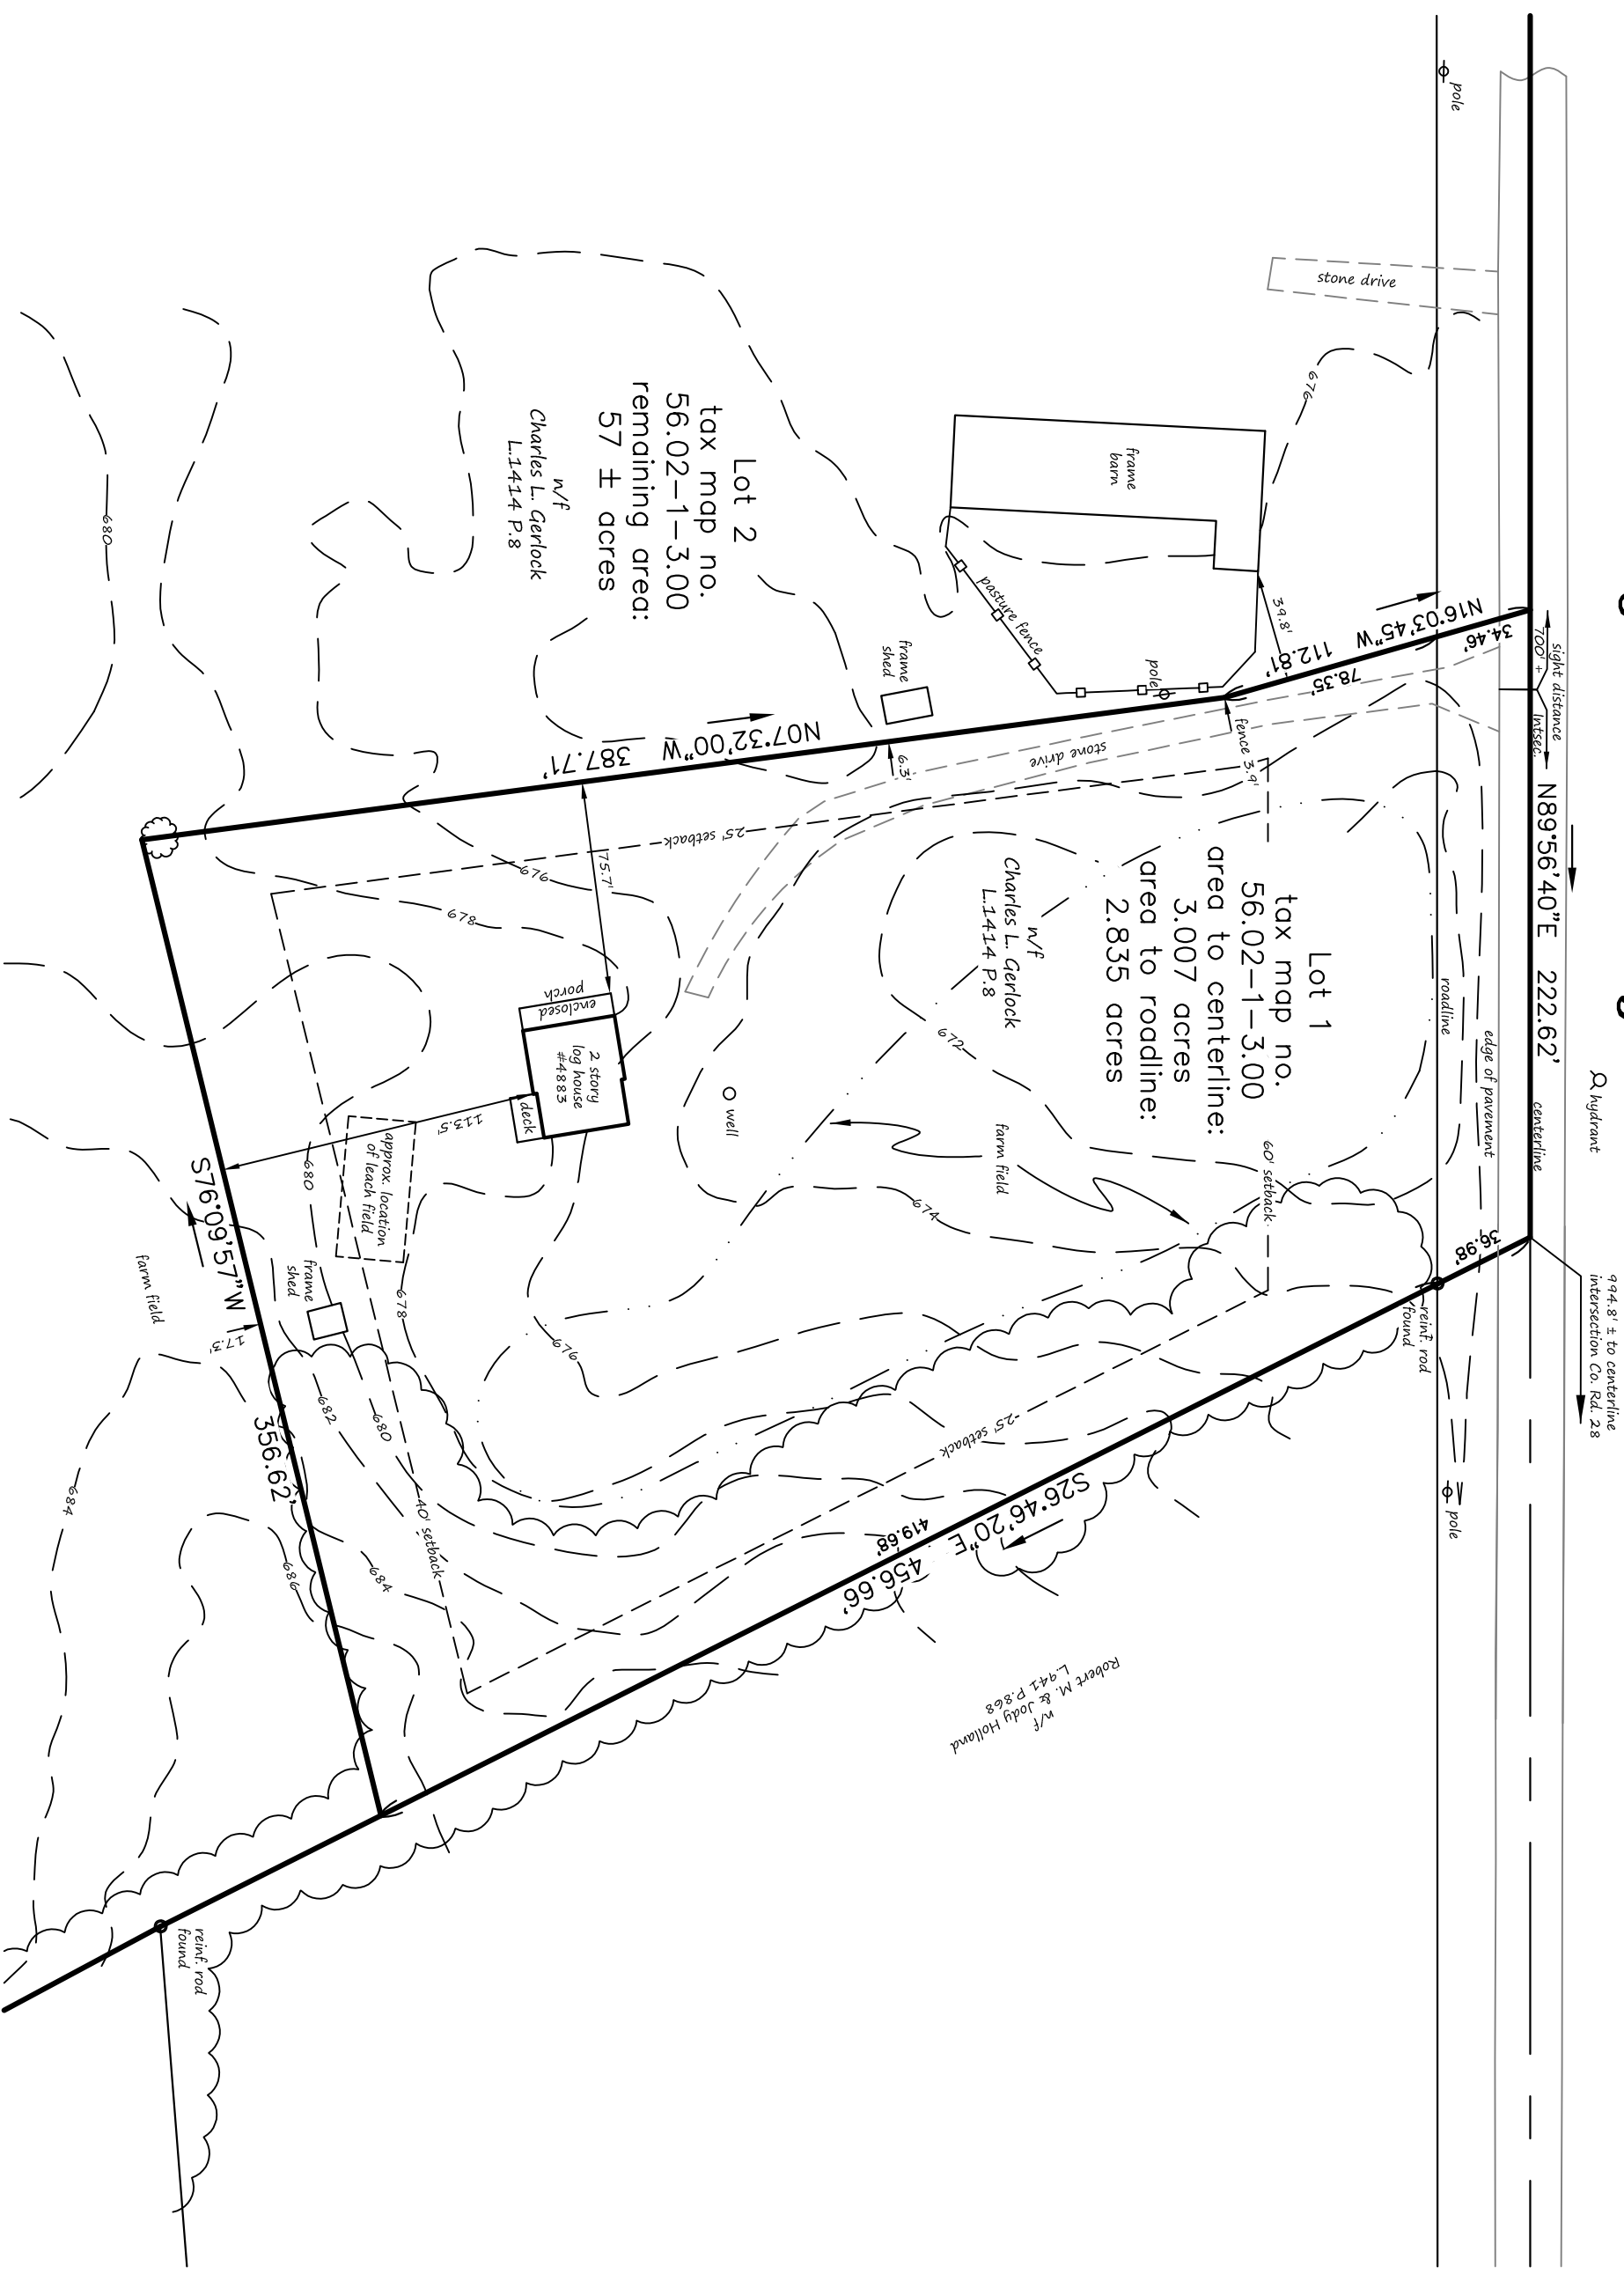 pole
stone drive
676
frame
barn
pasture fence
pole
39.8'
frame
shed
Lot 2
tax map no.
56.02-1-3.00
remaining area:
57 ± acres
n/f
Charles L. Gerlock
L.1414 P.8
680
sight distance
700' +
Intsec.
N89°56'40"E 222.62'
centerline
hydrant
994.8' ± to centerline
intersection Co. Rd. 28
edge of pavement
roadline
36.98'
reinf. rod
found
pole
N16°03'45"W 112.81'
34.46'
78.35'
fence 3.9'
6.3'
N07°32'00"W 387.71'
stone drive
25' setback
75.7'
Lot 1
tax map no.
56.02-1-3.00
area to centerline:
3.007 acres
area to roadline:
2.835 acres
n/f
Charles L. Gerlock
L.1414 P.8
672
60' setback
farm field
674
well
676
678
enclosed
porch
2 story
log house
#4883
deck
113.5'
approx. location
of leach field
680
678
676
frame
shed
17.3'
S76°09'57"W
356.62'
farm field
682
680
40' setback
684
686
684
25' setback
S26°46'20"E 456.66'
419.68'
n/f
Robert M. & Jody Holland
L.941 P.868
reinf. rod
found